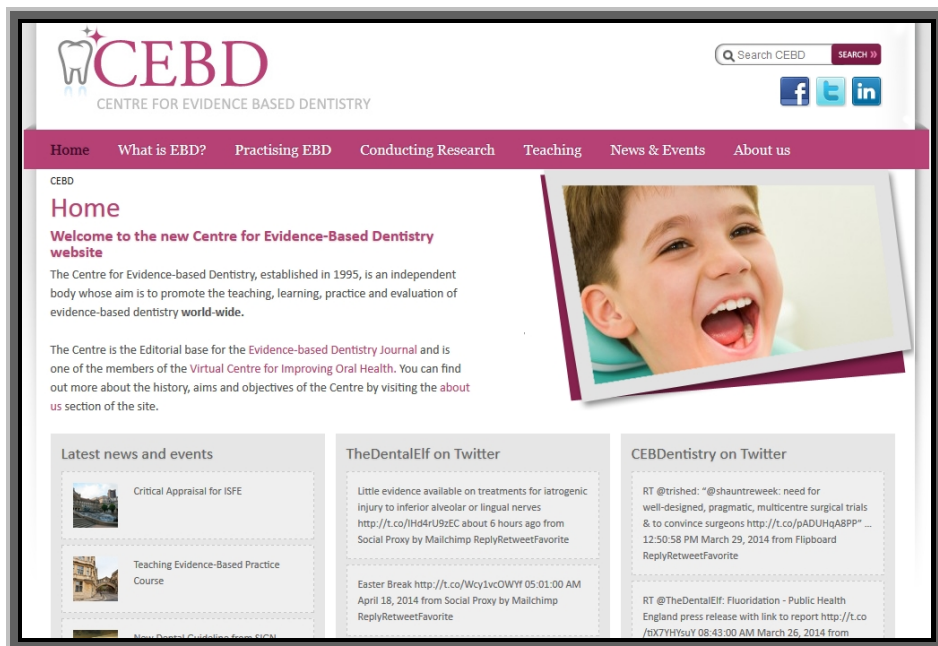 CEBD
CENTRE FOR EVIDENCE BASED DENTISTRY
Search CEBD
SEARCH »
f
t
in
Home
What is EBD?
Practising EBD
Conducting Research
Teaching
News & Events
About us
CEBD
Home
Welcome to the new Centre for Evidence-Based Dentistry
website
The Centre for Evidence-based Dentistry, established in 1995, is an independent
body whose aim is to promote the teaching, learning, practice and evaluation of
evidence-based dentistry world-wide.
The Centre is the Editorial base for the Evidence-based Dentistry Journal and is
one of the members of the Virtual Centre for Improving Oral Health. You can find
out more about the history, aims and objectives of the Centre by visiting the about
us section of the site.
Latest news and events
Critical Appraisal for ISFE
Teaching Evidence-Based Practice
Course
New Dental Guideline from SIGN
TheDentalElf on Twitter
Little evidence available on treatments for iatrogenic
injury to inferior alveolar or lingual nerves
http://t.co/IHd4rU9zEC about 6 hours ago from
Social Proxy by Mailchimp ReplyRetweetFavorite
Easter Break http://t.co/Wcy1vcOWYf 05:01:00 AM
April 18, 2014 from Social Proxy by Mailchimp
ReplyRetweetFavorite
CEBDentistry on Twitter
RT @trished: “@shauntreweek: need for
well-designed, pragmatic, multicentre surgical trials
& to convince surgeons http://t.co/pADUHqA8PP” ...
12:50:58 PM March 29, 2014 from Flipboard
ReplyRetweetFavorite
RT @TheDentalElf: Fluoridation - Public Health
England press release with link to report http://t.co
/tiX7YHYsuY 08:43:00 AM March 26, 2014 from